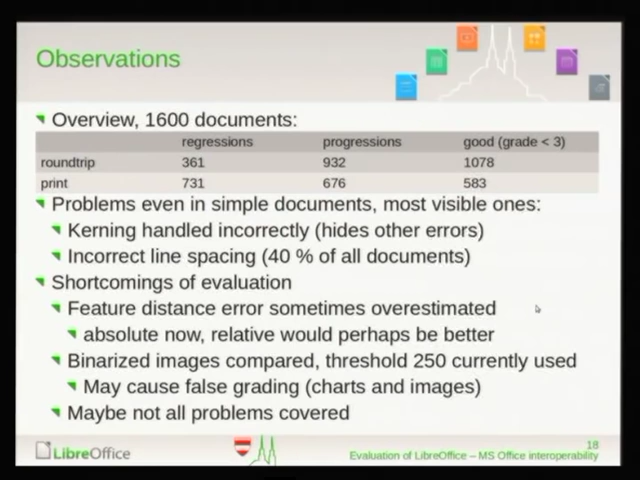 Observations
Overview, 1600 documents:
regressions progressions good (grade < 3)
roundtrip 361 932 1078
print 731 676 583
Problems even in simple documents, most visible ones:
Kerning handled incorrectly (hides other errors)
Incorrect line spacing (40 % of all documents)
Shortcomings of evaluation
Feature distance error sometimes overestimated
absolute now, relative would perhaps be better
Binarized images compared, threshold 250 currently used
May cause false grading (charts and images)
Maybe not all problems covered
LibreOffice
18
Evaluation of LibreOffice – MS Office interoperability